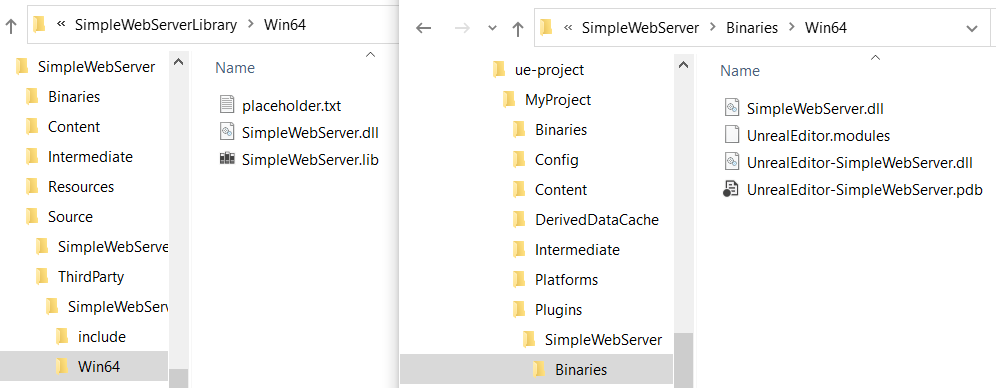 « SimpleWebServerLibrary > Win64
SimpleWebServer
Binaries
Content
Intermediate
Resources
Source
SimpleWebServe
ThirdParty
SimpleWebServ
include
Win64
Name
placeholder.txt
SimpleWebServer.dll
SimpleWebServer.lib
« SimpleWebServer > Binaries > Win64
ue-project
MyProject
Binaries
Config
Content
DerivedDataCache
Intermediate
Platforms
Plugins
SimpleWebServer
Binaries
Name
SimpleWebServer.dll
UnrealEditor.modules
UnrealEditor-SimpleWebServer.dll
UnrealEditor-SimpleWebServer.pdb